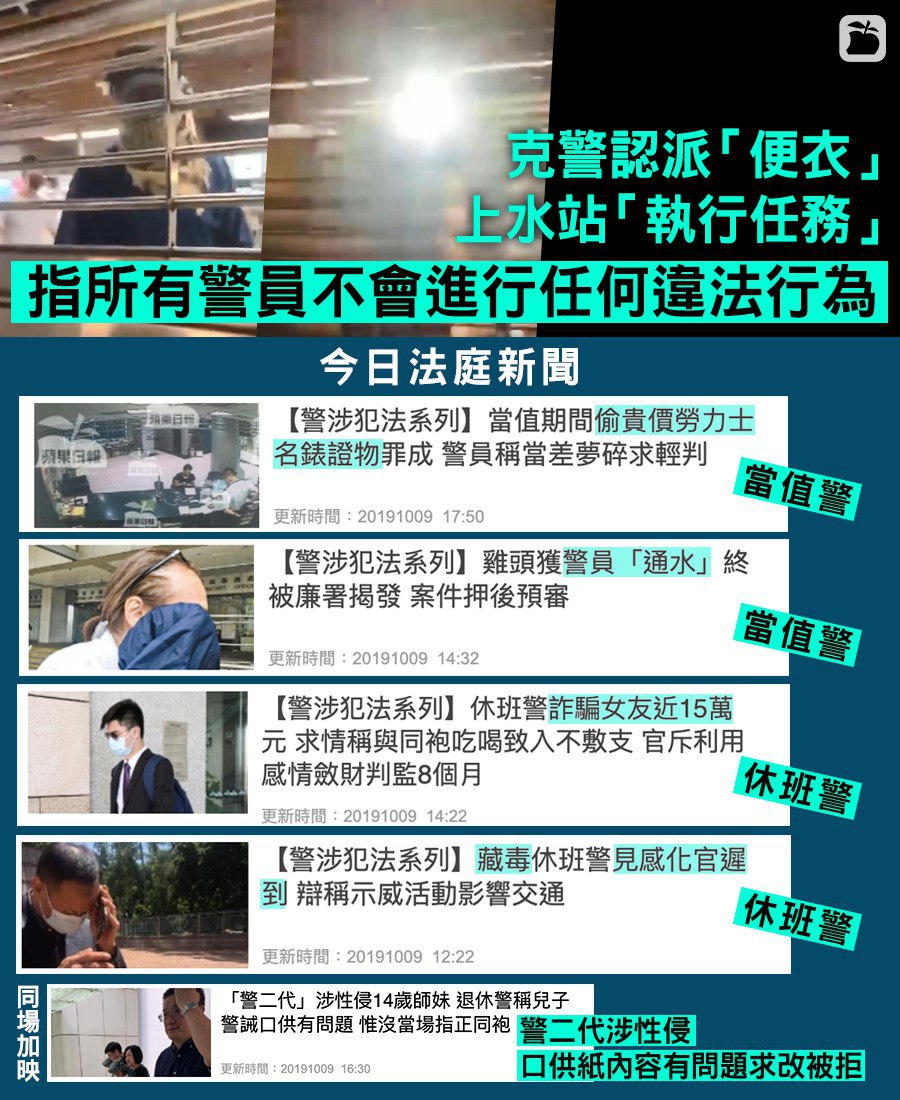 克警認派「便衣」
上水站「執行任務」
指所有警員不會進行任何違法行為
今日法庭新聞
蘋果日報
蘋果日報
蘋果日報
【警涉犯法系列】當值期間偷貴價勞力士
名錶證物罪成 警員稱當差夢碎求輕判
更新時間：20191009 17:50
當值警
【警涉犯法系列】雞頭獲警員「通水」終
被廉署揭發 案件押後預審
更新時間：20191009 14:32
當值警
【警涉犯法系列】休班警詐騙女友近15萬
元 求情稱與同袍吃喝致入不敷支 官斥利用
感情斂財判監8個月
更新時間：20191009 14:22
休班警
【警涉犯法系列】藏毒休班警見感化官遲
到 辯稱示威活動影響交通
更新時間：20191009 12:22
休班警
同場加映
「警二代」涉性侵14歲師妹 退休警稱兒子
警誡口供有問題 惟沒當場指正同袍
更新時間：20191009 16:30
警二代涉性侵
口供紙內容有問題求改被拒